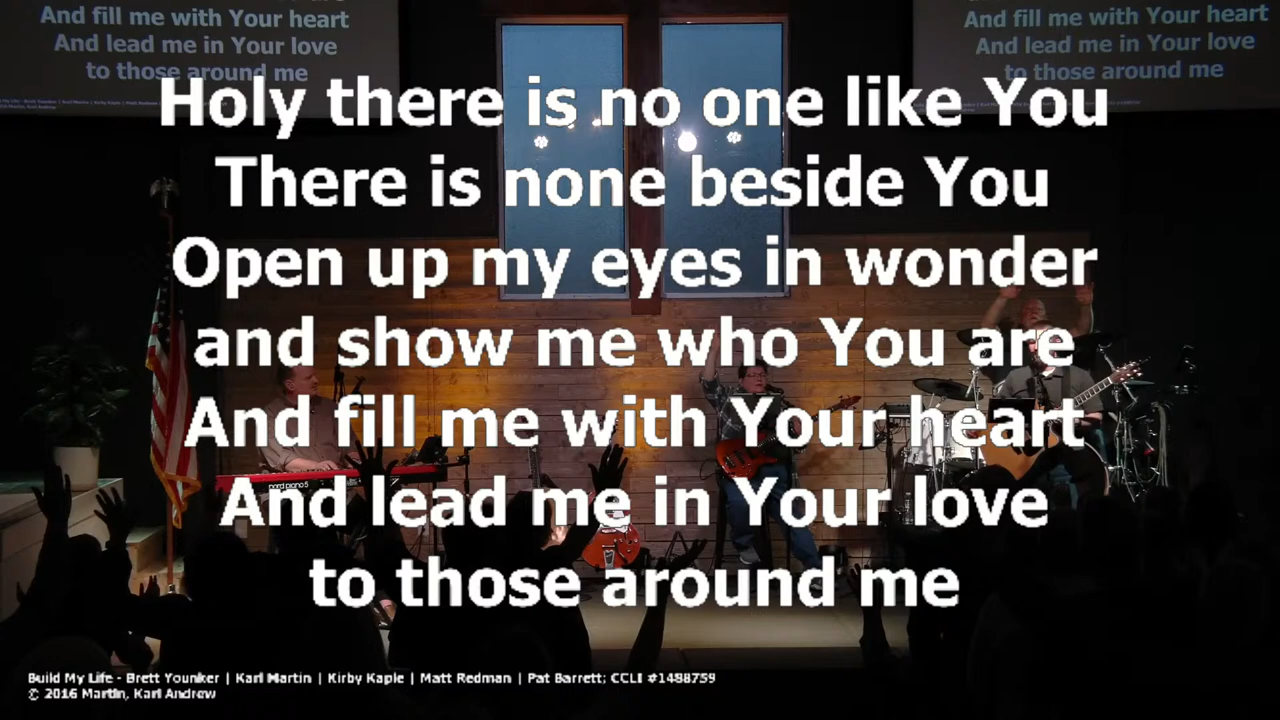 And fill me with Your heart
And lead me in Your love
to those around me
And fill me with Your heart
And lead me in Your love
to those around me
Holy there is no one like You
There is none beside You
Open up my eyes in wonder
and show me who You are
And fill me with Your heart
And lead me in Your love
to those around me
nord piano 5
Build My Life - Brett Younker | Karl Martin | Kirby Kaple | Matt Redman | Pat Barrett; CCLI #1488759
© 2016 Martin, Karl Andrew